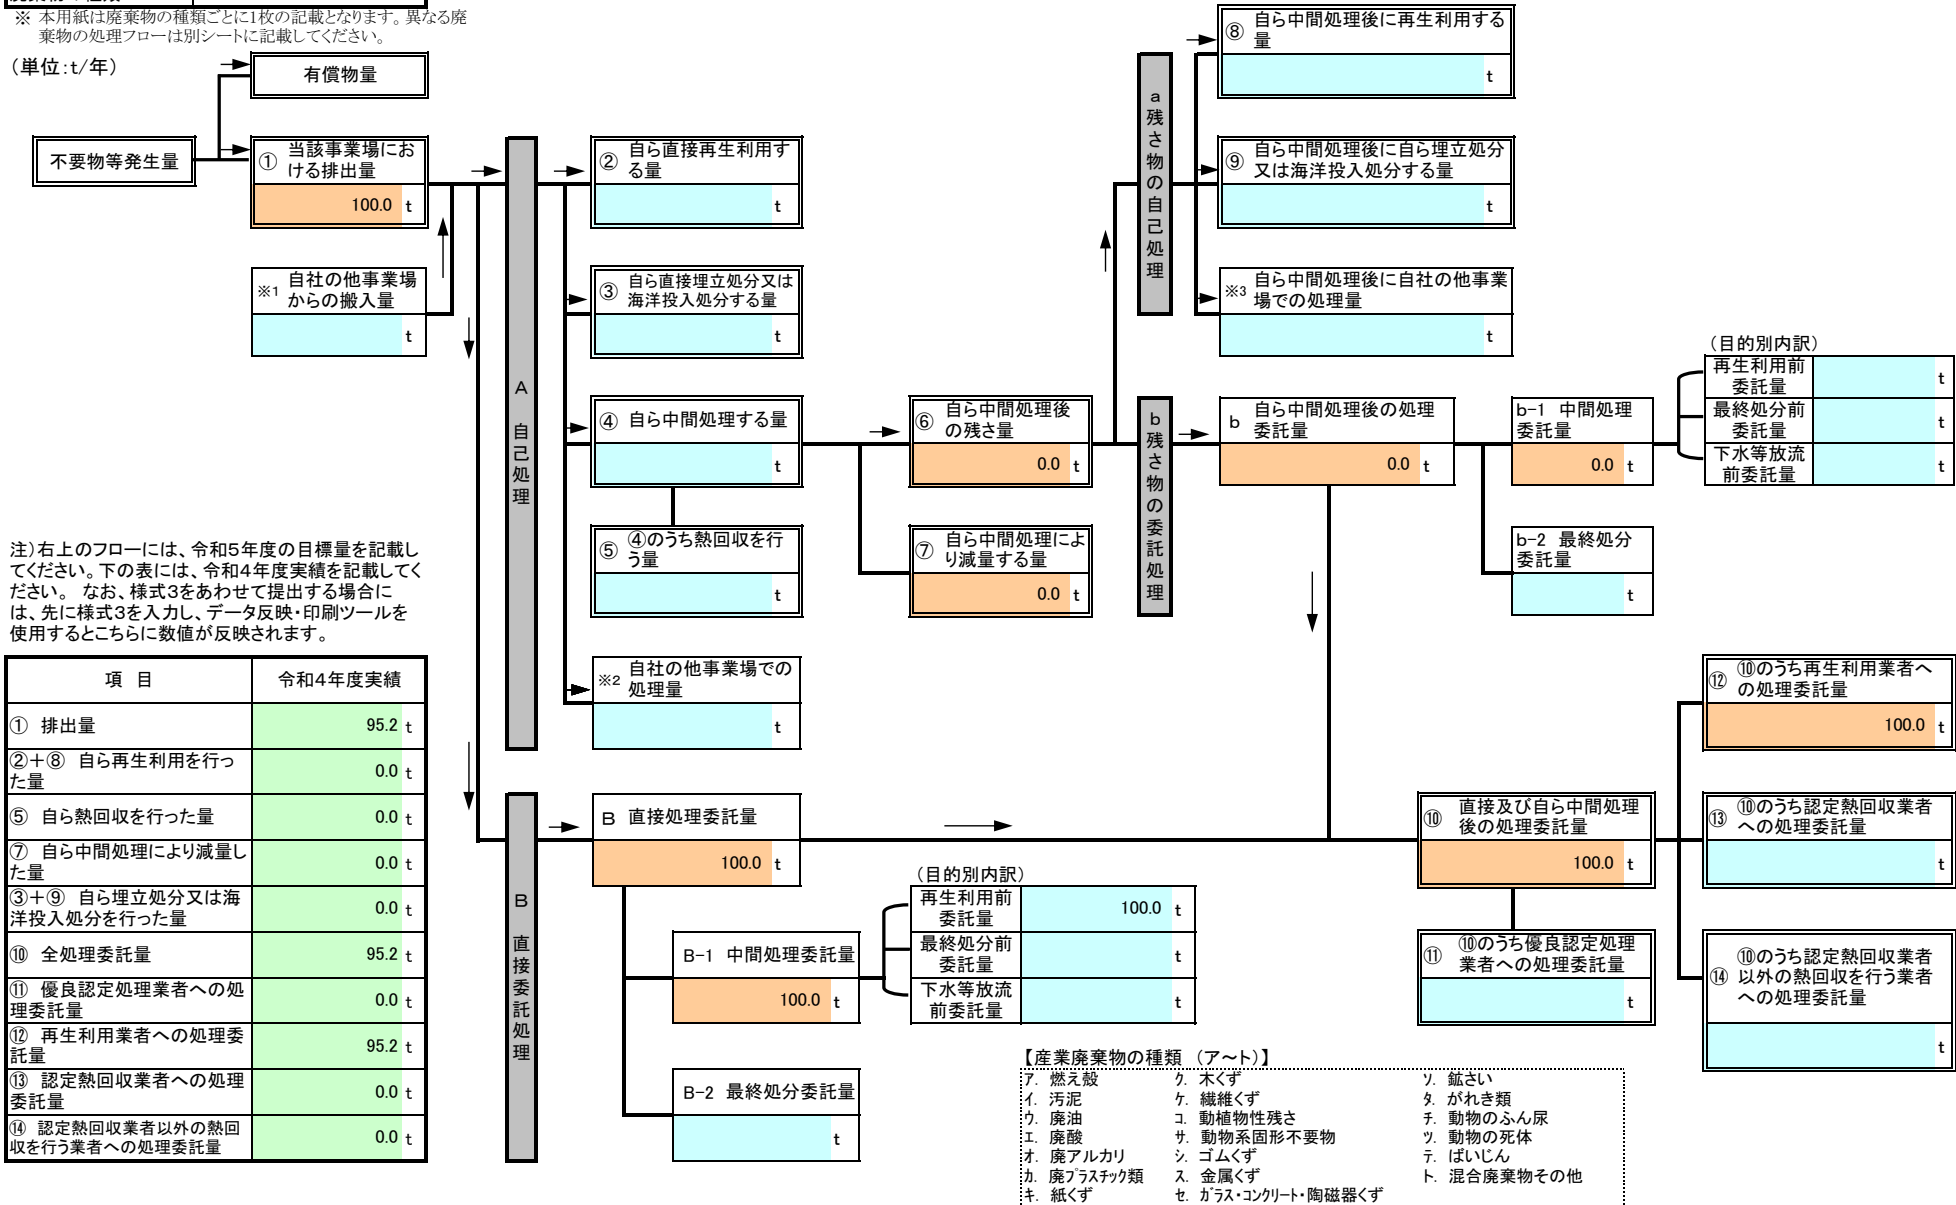 ※ 本用紙は廃棄物の種類ごとに1枚の記載となります。異なる廃
棄物の処理フローは別シートに記載してください。
(単位:t/年)
有償物量
不要物等発生量
① 当該事業場にお
ける排出量
100.0 t
※1 自社の他事業場
からの搬入量
t
A 自己処理
② 自ら直接再生利用す
る量
t
③ 自ら直接埋立処分又は
海洋投入処分する量
t
④ 自ら中間処理する量
t
⑤ ④のうち熱回収を行
う量
t
※2 自社の他事業場での
処理量
t
⑥ 自ら中間処理後
の残さ量
0.0 t
⑦ 自ら中間処理によ
り減量する量
0.0 t
a残さ物の自己処理
⑧ 自ら中間処理後に再生利用する
量
t
⑨ 自ら中間処理後に自ら埋立処分
又は海洋投入処分する量
t
※3 自ら中間処理後に自社の他事業
場での処理量
t
b残さ物の委託処理
b 自ら中間処理後の処理
委託量
0.0 t
b-1 中間処理
委託量
0.0 t
b-2 最終処分
委託量
t
(目的別内訳)
再生利用前
委託量
t
最終処分前
委託量
t
下水等放流
前委託量
t
注)右上のフローには、令和5年度の目標量を記載し
てください。下の表には、令和4年度実績を記載してく
ださい。 なお、様式3をあわせて提出する場合に
は、先に様式3を入力し、データ反映・印刷ツールを
使用するとこちらに数値が反映されます。
項 目 令和4年度実績
① 排出量 95.2 t
②+⑧ 自ら再生利用を行っ
た量 0.0 t
⑤ 自ら熱回収を行った量 0.0 t
⑦ 自ら中間処理により減量し
た量 0.0 t
③+⑨ 自ら埋立処分又は海
洋投入処分を行った量 0.0 t
⑩ 全処理委託量 95.2 t
⑪ 優良認定処理業者への処
理委託量 0.0 t
⑫ 再生利用業者への処理委
託量 95.2 t
⑬ 認定熱回収業者への処理
委託量 0.0 t
⑭ 認定熱回収業者以外の熱回
収を行う業者への処理委託量 0.0 t
B 直接委託処理
B 直接処理委託量
100.0 t
B-1 中間処理委託量
100.0 t
B-2 最終処分委託量
t
(目的別内訳)
再生利用前
委託量
100.0 t
最終処分前
委託量
t
下水等放流
前委託量
t
⑩ 直接及び自ら中間処理
後の処理委託量
100.0 t
⑪ ⑩のうち優良認定処理
業者への処理委託量
t
⑫ ⑩のうち再生利用業者へ
の処理委託量
100.0 t
⑬ ⑩のうち認定熱回収業者
への処理委託量
t
⑭ ⑩のうち認定熱回収業者
以外の熱回収を行う業者
への処理委託量
t
【産業廃棄物の種類 (ア～ト)】
ア. 燃え殻 ク. 木くず ソ. 鉱さい
イ. 汚泥 ケ. 繊維くず タ. がれき類
ウ. 廃油 コ. 動植物性残さ チ. 動物のふん尿
エ. 廃酸 サ. 動物系固形不要物 ツ. 動物の死体
オ. 廃アルカリ シ. ゴムくず テ. ばいじん
カ. 廃プラスチック類 ス. 金属くず ト. 混合廃棄物その他
キ. 紙くず セ. ガラス・コンクリート・陶磁器くず